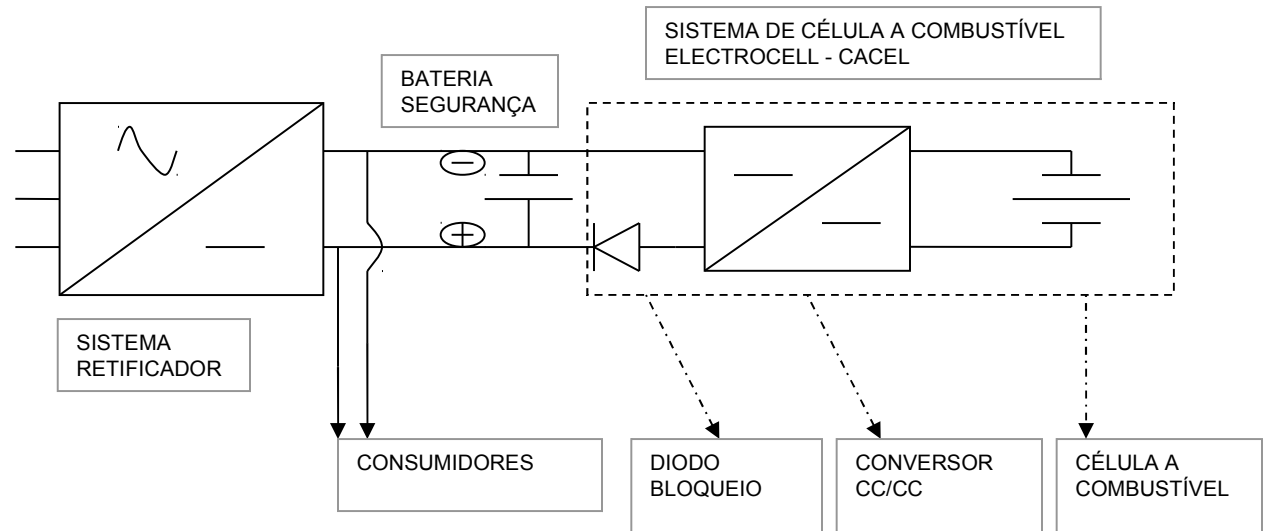 SISTEMA DE CÉLULA A COMBUSTÍVEL
ELECTROCELL - CACEL
BATERIA
SEGURANÇA
SISTEMA
RETIFICADOR
CONSUMIDORES
DIODO
BLOQUEIO
CONVERSOR
CC/CC
CÉLULA A
COMBUSTÍVEL